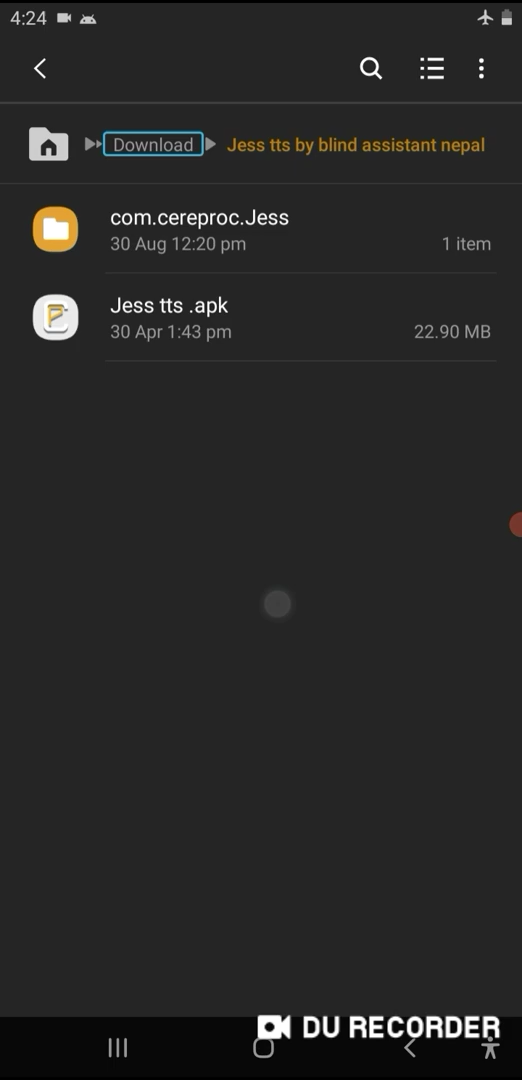 4:24
Download
Jess tts by blind assistant nepal
com.cereproc.Jess
30 Aug 12:20 pm
1 item
Jess tts .apk
30 Apr 1:43 pm
22.90 MB
DU RECORDER